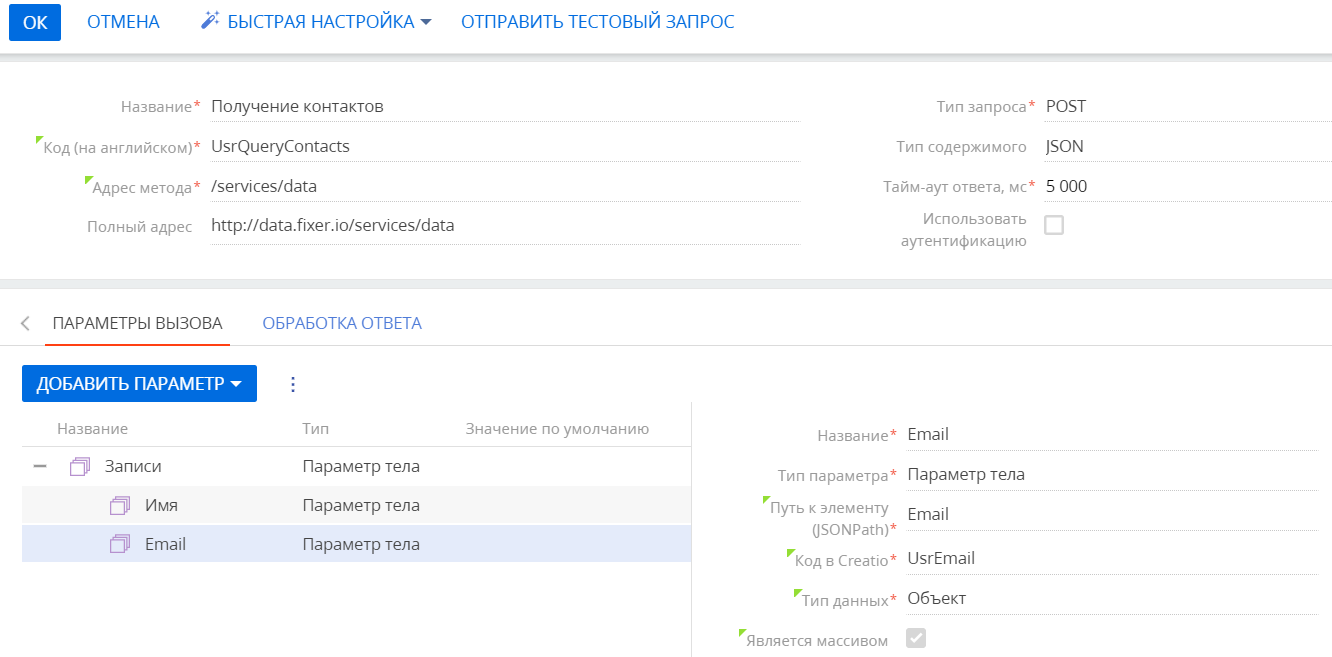 ОК ОТМЕНА БЫСТРАЯ НАСТРОЙКА ОТПРАВИТЬ ТЕСТОВЫЙ ЗАПРОС
Название* Получение контактов
Код (на английском)* UsrQueryContacts
Адрес метода* /services/data
Полный адрес http://data.fixer.io/services/data
Тип запроса* POST
Тип содержимого JSON
Тайм-аут ответа, мс* 5 000
Использовать
аутентификацию
ПАРАМЕТРЫ ВЫЗОВА ОБРАБОТКА ОТВЕТА
ДОБАВИТЬ ПАРАМЕТР
Название Тип Значение по умолчанию
Записи Параметр тела
Имя Параметр тела
Email Параметр тела
Название* Email
Тип параметра* Параметр тела
Путь к элементу
(JSONPath)* Email
Код в Creatio* UsrEmail
Тип данных* Объект
Является массивом